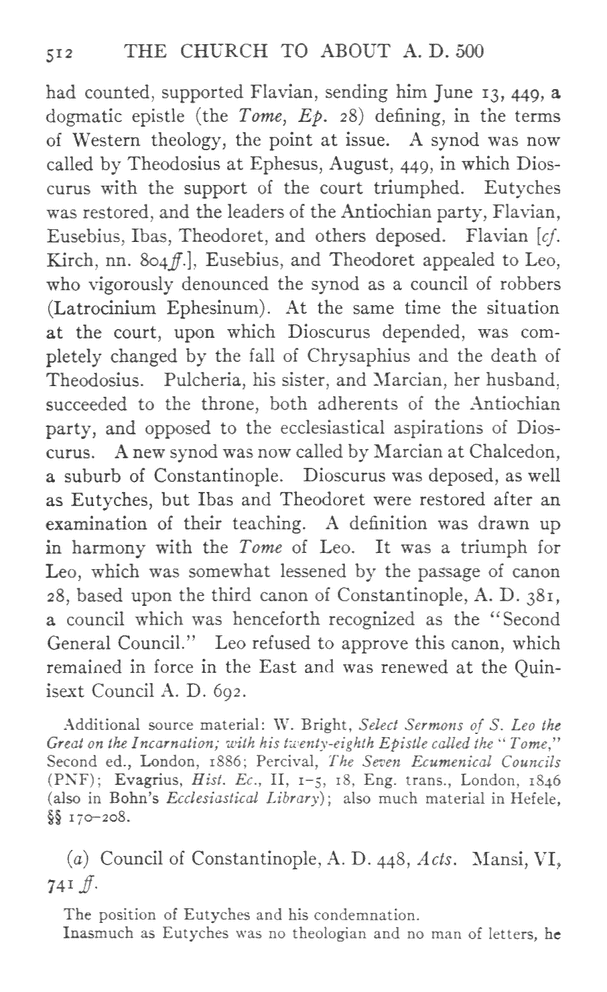 512 THE CHURCH TO ABOUT A. D. 500
had counted, supported Flavian, sending him June 13, 449, a
dogmatic epistle (the Tome, Ep. 28) defining, in the terms
of Western theology, the point at issue. A synod was now
called by Theodosius at Ephesus, August, 449, in which Dios-
curus with the support of the court triumphed. Eutyches
was restored, and the leaders of the Antiochian party, Flavian,
Eusebius, Ibas, Theodoret, and others deposed. Flavian [cf.
Kirch, nn. 804ff.], Eusebius, and Theodoret appealed to Leo,
who vigorously denounced the synod as a council of robbers
(Latrocinium Ephesinum). At the same time the situation
at the court, upon which Dioscurus depended, was com-
pletely changed by the fall of Chrysaphius and the death of
Theodosius. Pulcheria, his sister, and Marcian, her husband,
succeeded to the throne, both adherents of the Antiochian
party, and opposed to the ecclesiastical aspirations of Dios-
curus. A new synod was now called by Marcian at Chalcedon,
a suburb of Constantinople. Dioscurus was deposed, as well
as Eutyches, but Ibas and Theodoret were restored after an
examination of their teaching. A definition was drawn up
in harmony with the Tome of Leo. It was a triumph for
Leo, which was somewhat lessened by the passage of canon
28, based upon the third canon of Constantinople, A. D. 381,
a council which was henceforth recognized as the "Second
General Council." Leo refused to approve this canon, which
remained in force in the East and was renewed at the Quin-
isext Council A. D. 692.
Additional source material: W. Bright, Select Sermons of S. Leo the
Great on the Incarnation; with his twenty-eighth Epistle called the "Tome,"
Second ed., London, 1886; Percival, The Seven Ecumenical Councils
(PNF); Evagrius, Hist. Ec., II, 1–5, 18, Eng. trans., London, 1846
(also in Bohn's Ecclesiastical Library); also much material in Hefele,
§§ 170–208.
(a) Council of Constantinople, A. D. 448, Acts. Mansi, VI,
741 ff.
The position of Eutyches and his condemnation.
Inasmuch as Eutyches was no theologian and no man of letters, he